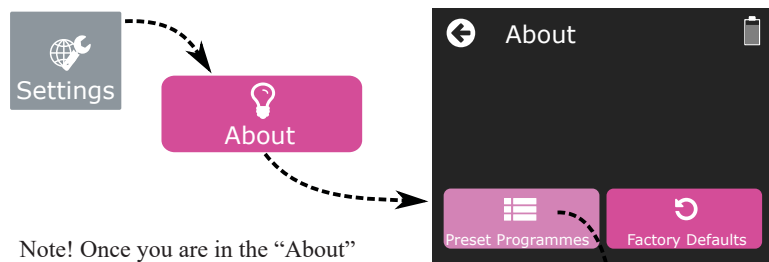 Settings
About
About
Preset Programmes
Factory Defaults
Note! Once you are in the “About”